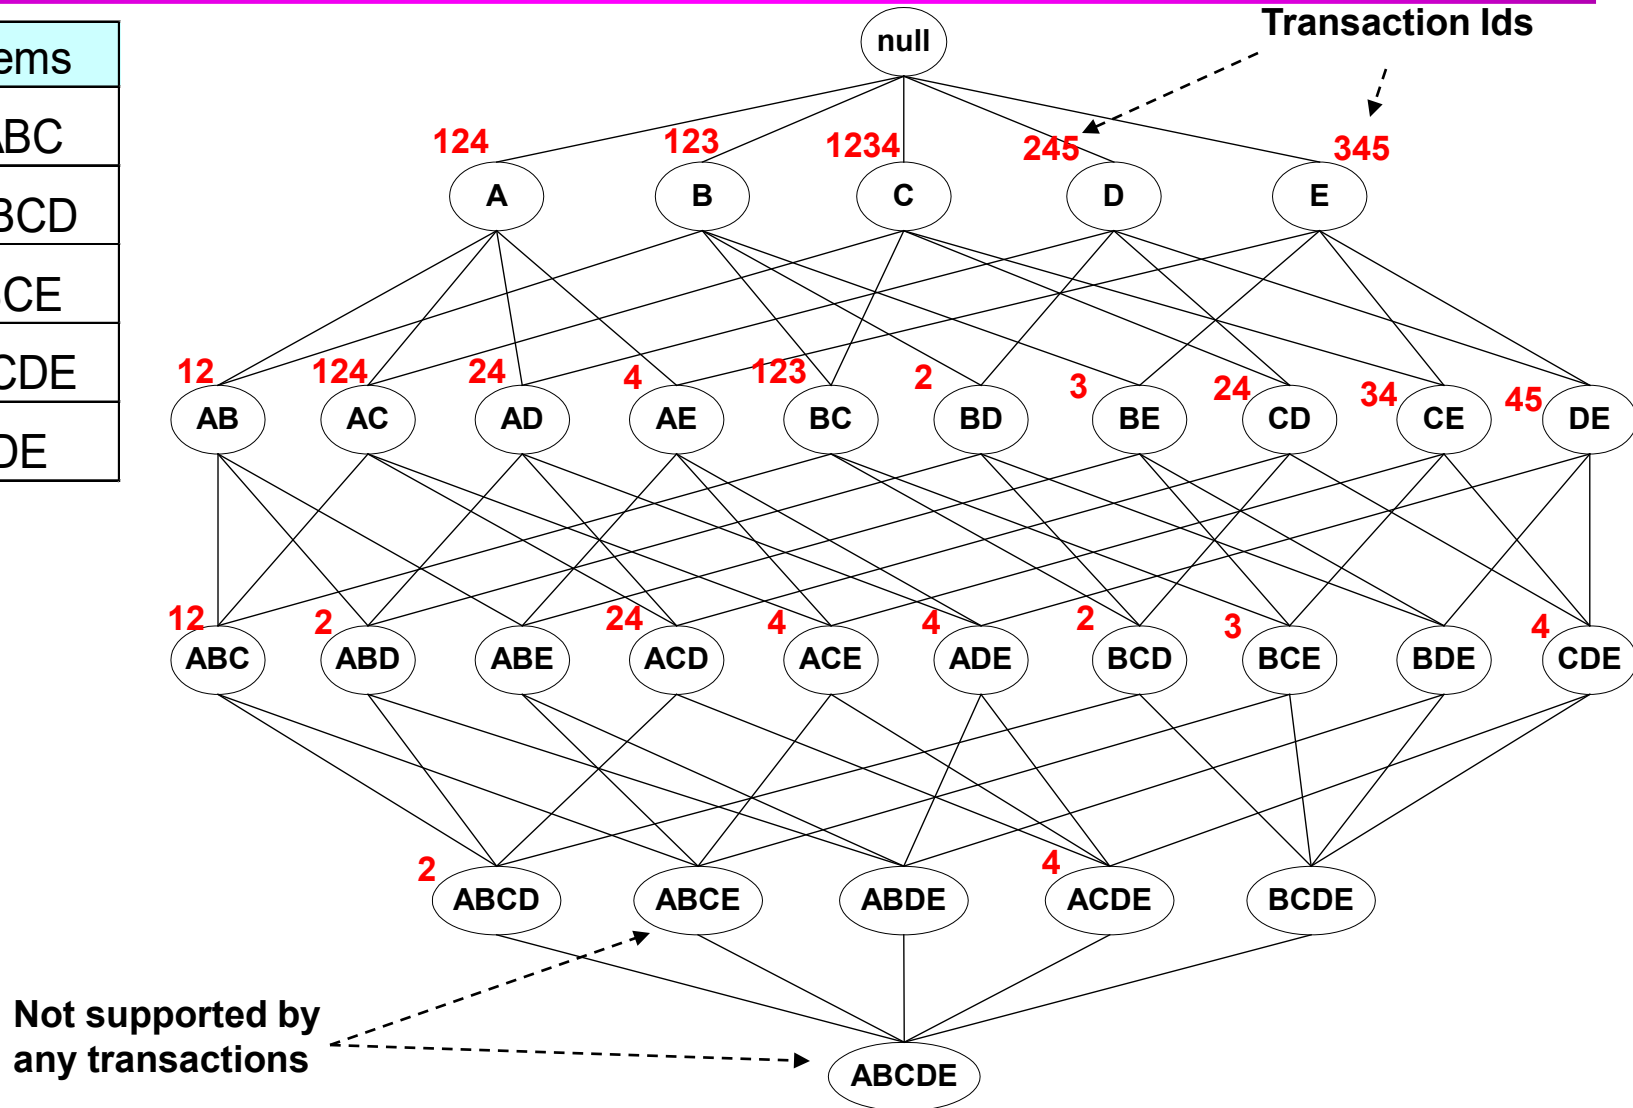 Transaction Ids
null
ems
ABC
BCD
CE
CDE
DE
124 123 1234 245 345
A B C D E
12 124 24 4 123 2 3 24 34 45
AB AC AD AE BC BD BE CD CE DE
12 2 24 4 4 2 3 4
ABC ABD ABE ACD ACE ADE BCD BCE BDE CDE
2 4
ABCD ABCE ABDE ACDE BCDE
Not supported by
any transactions
ABCDE